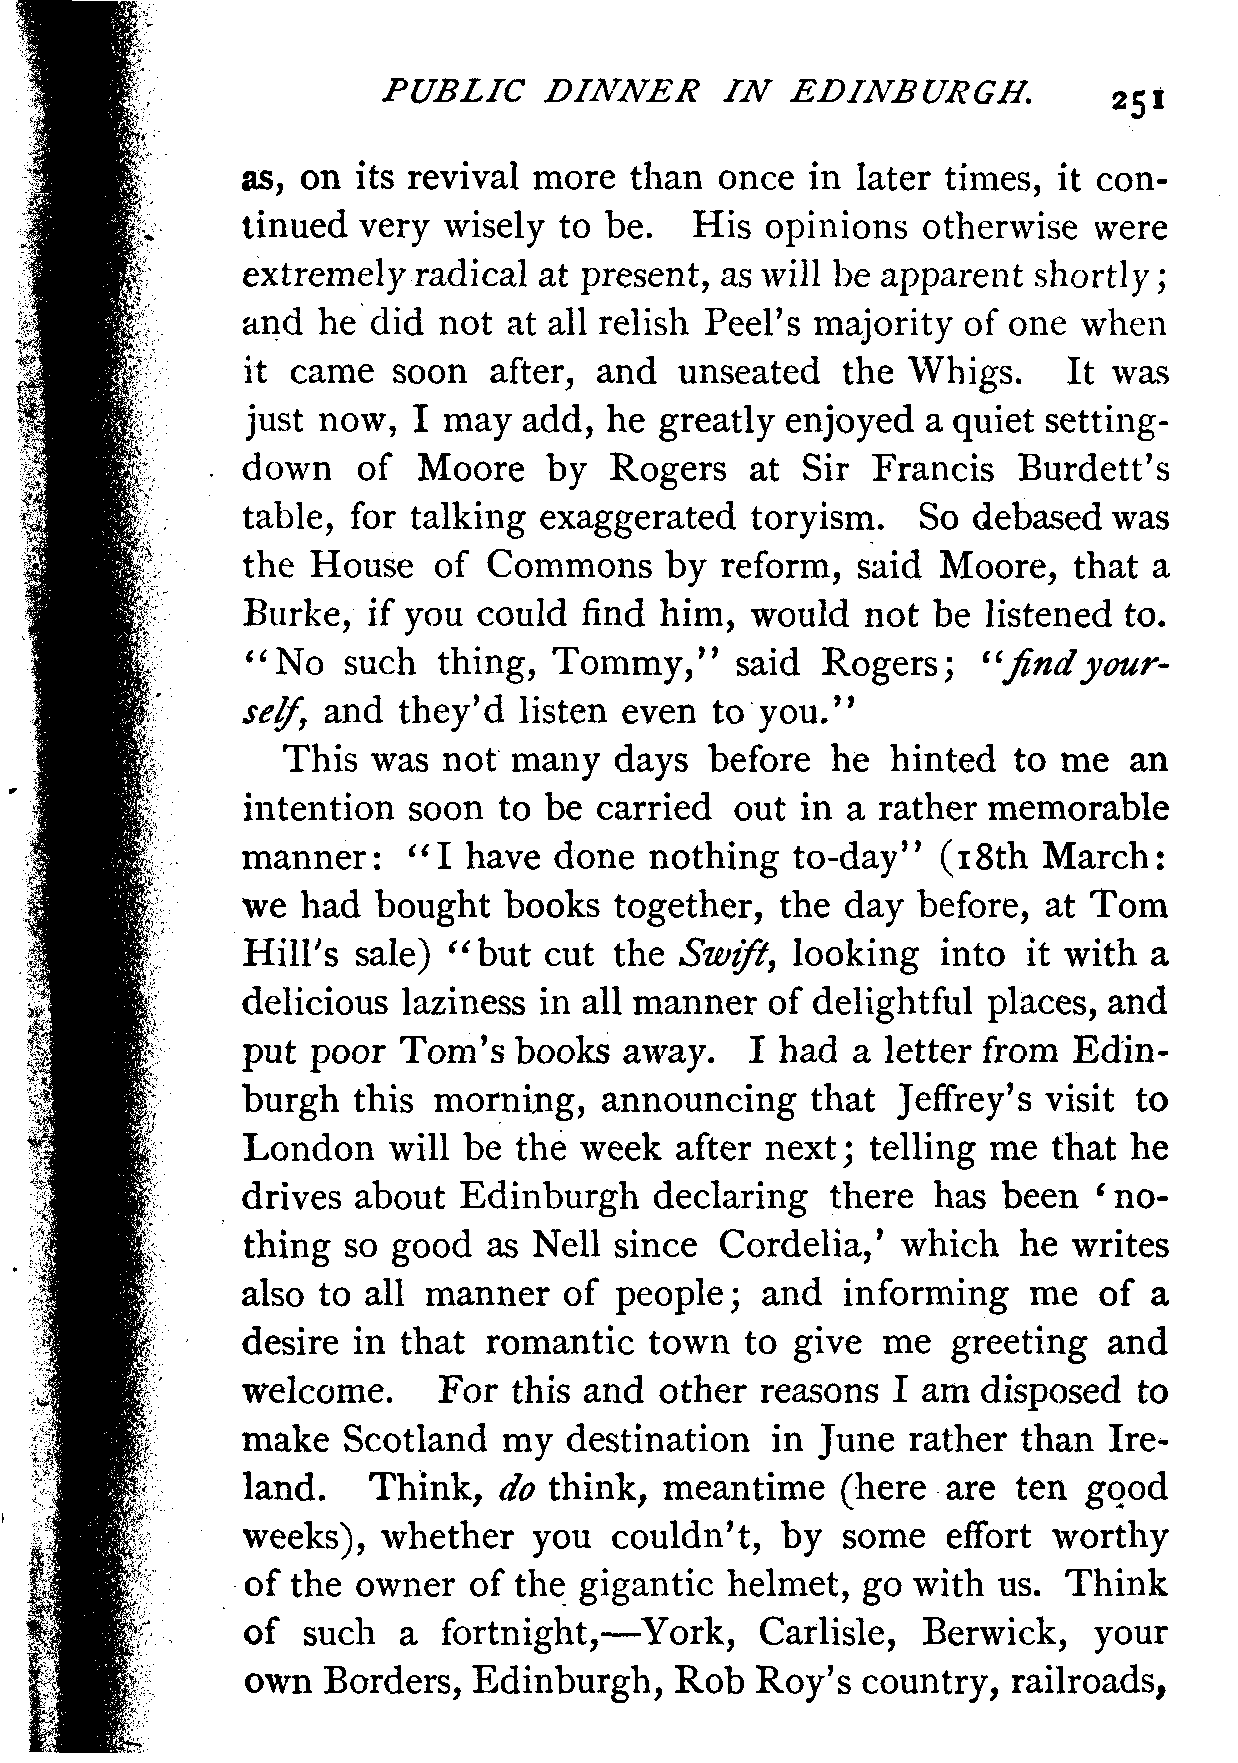 PUBLIC DINNER IN EDINBURGH. 251
as, on its revival more than once in later times, it con-
tinued very wisely to be. His opinions otherwise were
extremely radical at present, as will be apparent shortly;
and he did not at all relish Peel's majority of one when
it came soon after, and unseated the Whigs. It was
just now, I may add, he greatly enjoyed a quiet setting-
down of Moore by Rogers at Sir Francis Burdett's
table, for talking exaggerated toryism. So debased was
the House of Commons by reform, said Moore, that a
Burke, if you could find him, would not be listened to.
"No such thing, Tommy," said Rogers; "find your-
self, and they'd listen even to you."
This was not many days before he hinted to me an
intention soon to be carried out in a rather memorable
manner: "I have done nothing to-day" (18th March:
we had bought books together, the day before, at Tom
Hill's sale) "but cut the Swift, looking into it with a
delicious laziness in all manner of delightful places, and
put poor Tom's books away. I had a letter from Edin-
burgh this morning, announcing that Jeffrey's visit to
London will be the week after next; telling me that he
drives about Edinburgh declaring there has been 'no-
thing so good as Nell since Cordelia,' which he writes
also to all manner of people; and informing me of a
desire in that romantic town to give me greeting and
welcome. For this and other reasons I am disposed to
make Scotland my destination in June rather than Ire-
land. Think, do think, meantime (here are ten good
weeks), whether you couldn't, by some effort worthy
of the owner of the gigantic helmet, go with us. Think
of such a fortnight,—York, Carlisle, Berwick, your
own Borders, Edinburgh, Rob Roy's country, railroads,